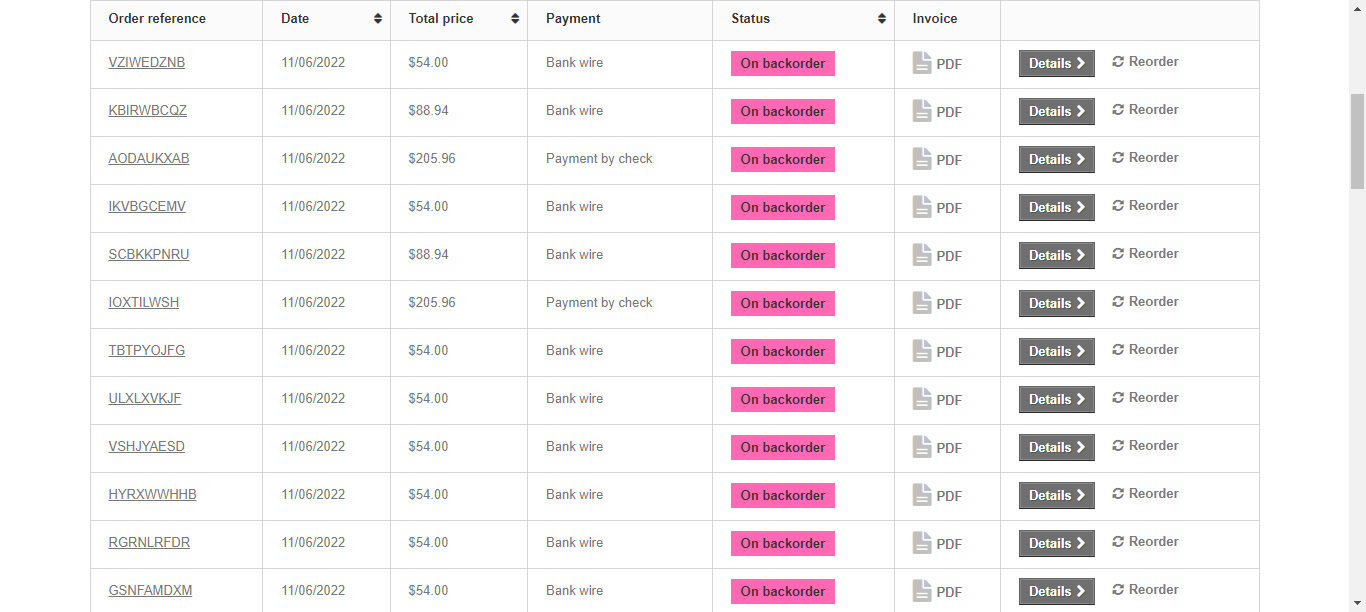 Order reference Date Total price Payment Status Invoice
VZIWEDZNB 11/06/2022 $54.00 Bank wire On backorder PDF Details Reorder
KBIRWBCQZ 11/06/2022 $88.94 Bank wire On backorder PDF Details Reorder
AODAUKXAB 11/06/2022 $205.96 Payment by check On backorder PDF Details Reorder
IKVBGCEMV 11/06/2022 $54.00 Bank wire On backorder PDF Details Reorder
SCBKKPNRU 11/06/2022 $88.94 Bank wire On backorder PDF Details Reorder
IOXTILWSH 11/06/2022 $205.96 Payment by check On backorder PDF Details Reorder
TBTPYOJFG 11/06/2022 $54.00 Bank wire On backorder PDF Details Reorder
ULXLXVKJF 11/06/2022 $54.00 Bank wire On backorder PDF Details Reorder
VSHJYAESD 11/06/2022 $54.00 Bank wire On backorder PDF Details Reorder
HYRXWWHHB 11/06/2022 $54.00 Bank wire On backorder PDF Details Reorder
RGRNLRFDR 11/06/2022 $54.00 Bank wire On backorder PDF Details Reorder
GSNFAMDXM 11/06/2022 $54.00 Bank wire On backorder PDF Details Reorder